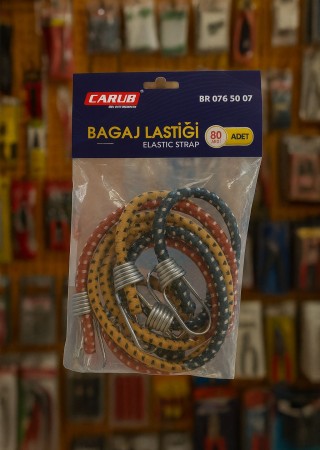 CARUB
BR 076 50 07
BAGAJ LASTİĞİ
ELASTIC STRAP
80
ADET